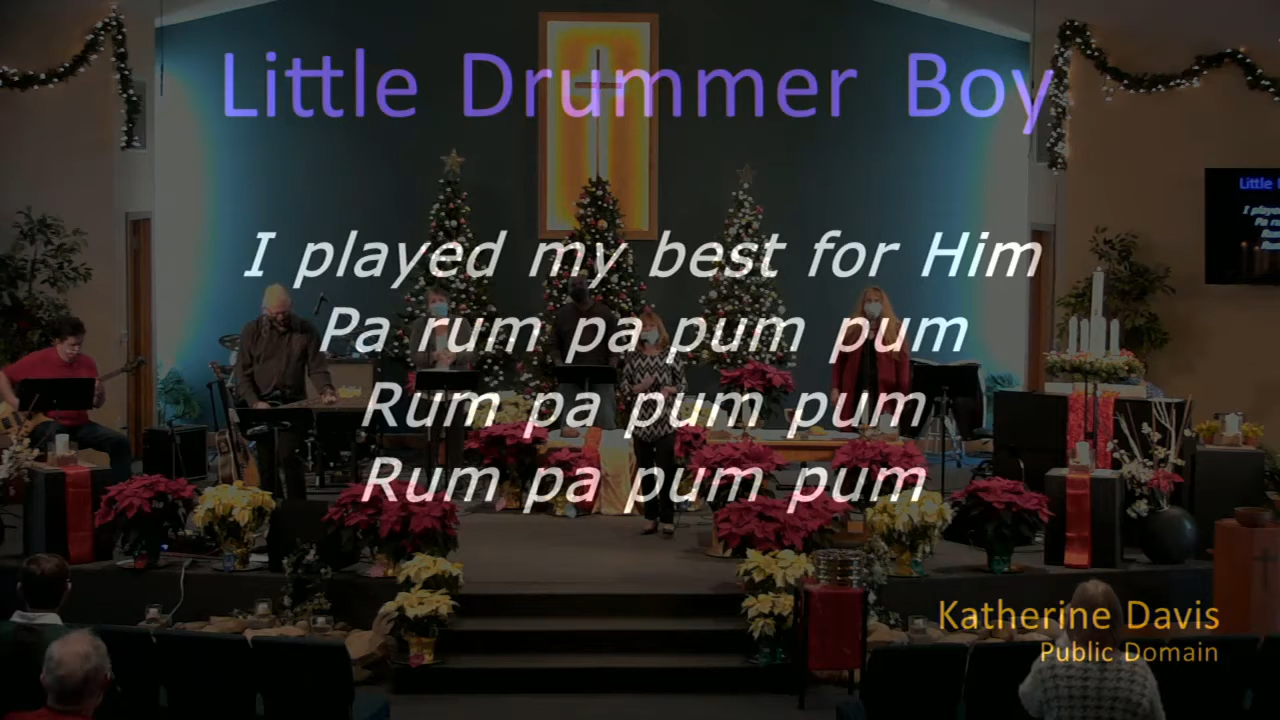 Little Drummer Boy
I played my best for Him
Pa rum pa pum pum
Rum pa pum pum
Rum pa pum pum
Katherine Davis
Public Domain